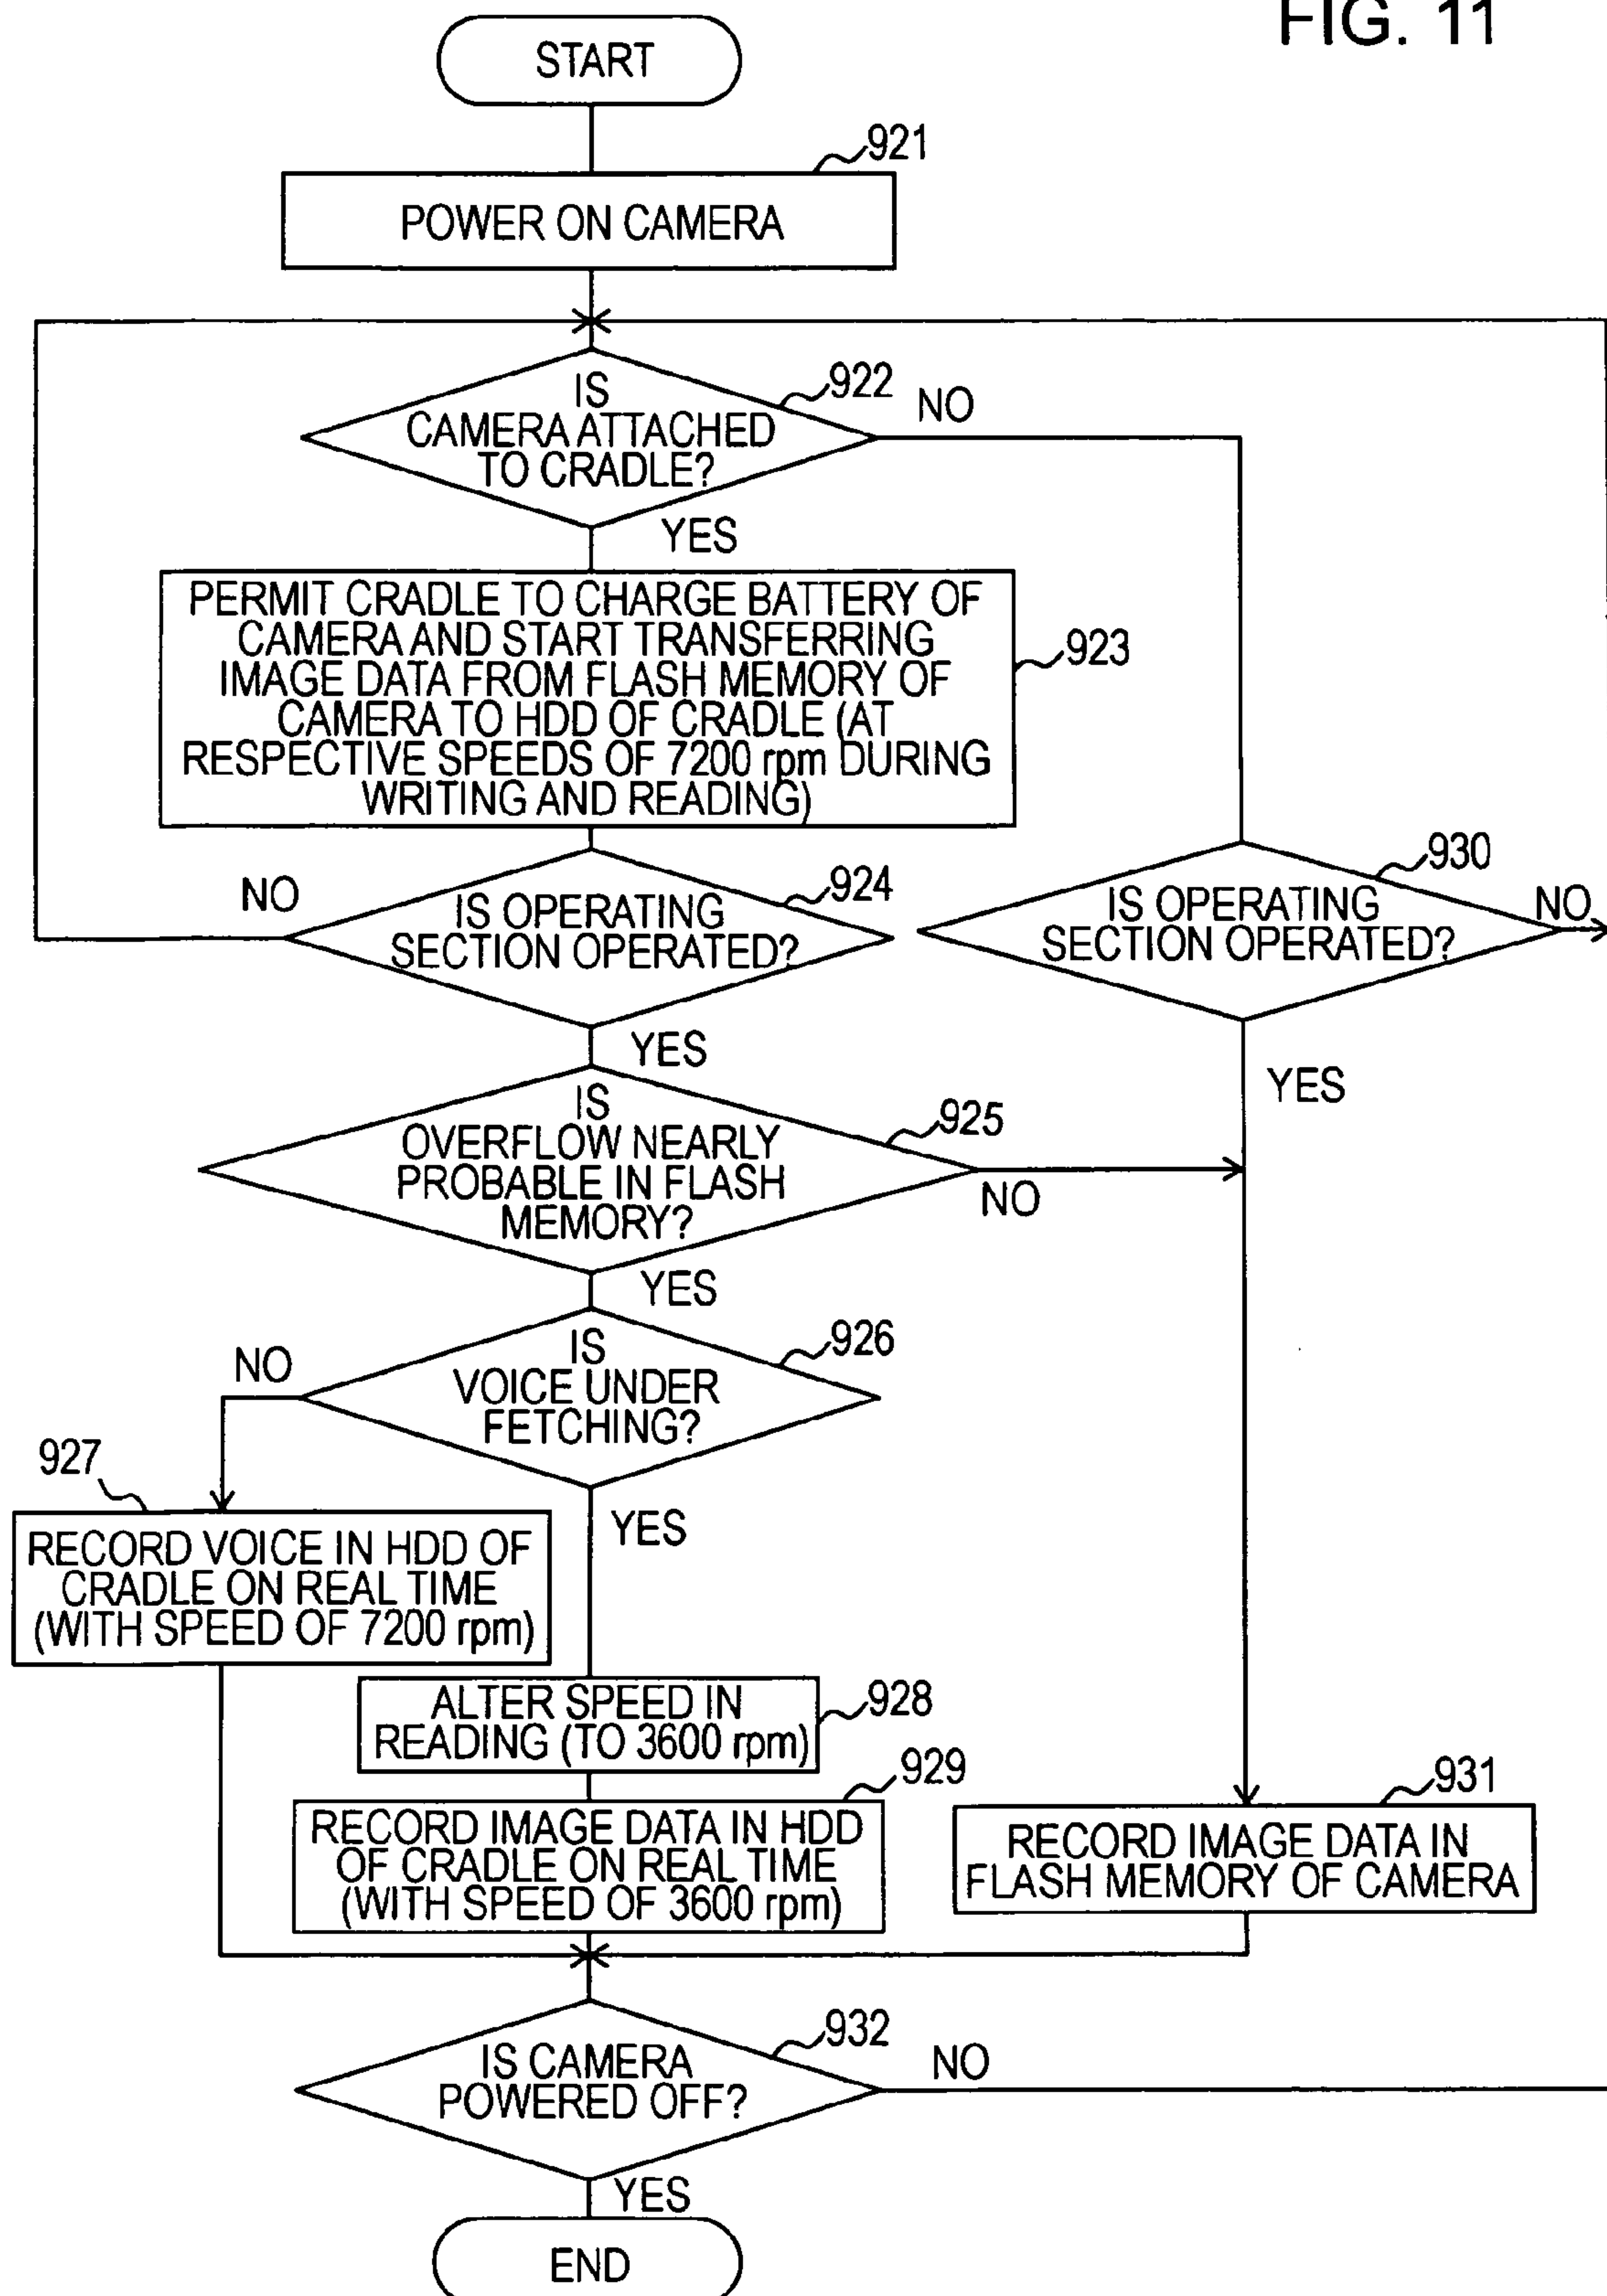 FIG. 11
START
921
POWER ON CAMERA
IS
CAMERA ATTACHED
TO CRADLE?
922
NO
YES
PERMIT CRADLE TO CHARGE BATTERY OF
CAMERA AND START TRANSFERRING
IMAGE DATA FROM FLASH MEMORY OF
CAMERA TO HDD OF CRADLE (AT
RESPECTIVE SPEEDS OF 7200 rpm DURING
WRITING AND READING)
923
NO
IS OPERATING
SECTION OPERATED?
924
IS OPERATING
SECTION OPERATED?
930
NO
YES
YES
IS
OVERFLOW NEARLY
PROBABLE IN FLASH
MEMORY?
925
NO
YES
IS
VOICE UNDER
FETCHING?
926
NO
927
YES
RECORD VOICE IN HDD OF
CRADLE ON REAL TIME
(WITH SPEED OF 7200 rpm)
ALTER SPEED IN
READING (TO 3600 rpm)
928
929
RECORD IMAGE DATA IN HDD
OF CRADLE ON REAL TIME
(WITH SPEED OF 3600 rpm)
931
RECORD IMAGE DATA IN
FLASH MEMORY OF CAMERA
IS CAMERA
POWERED OFF?
932
NO
YES
END